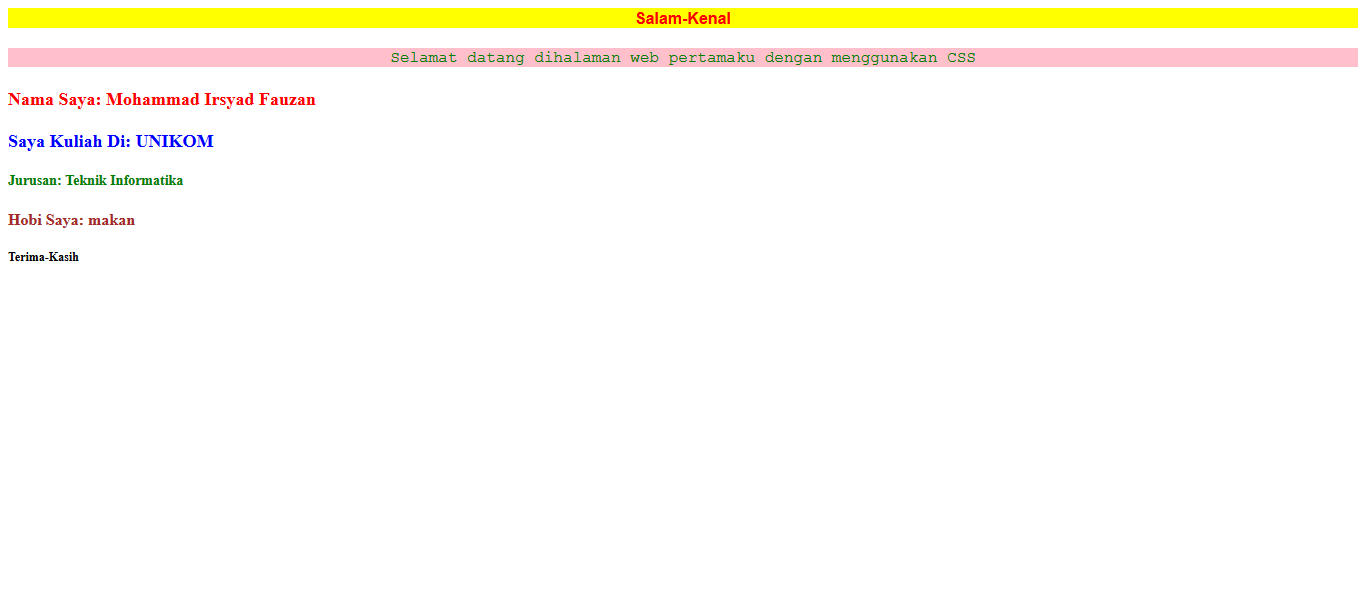 Salam-Kenal
Selamat datang dihalaman web pertamaku dengan menggunakan CSS
Nama Saya: Mohammad Irsyad Fauzan
Saya Kuliah Di: UNIKOM
Jurusan: Teknik Informatika
Hobi Saya: makan
Terima-Kasih